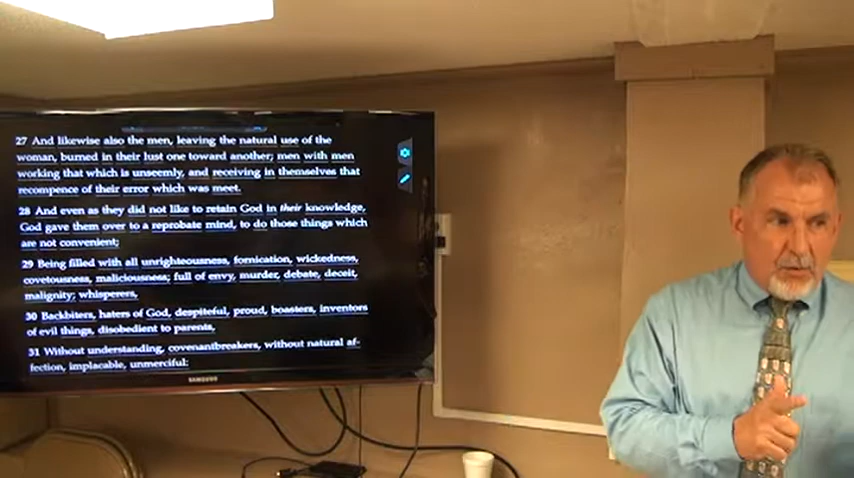 27 And likewise also the men, leaving the natural use of the
woman, burned in their lust one toward another; men with men
working that which is unseemly, and receiving in themselves that
recompence of their error which was meet.
28 And even as they did not like to retain God in their knowledge,
God gave them over to a reprobate mind, to do those things which
are not convenient;
29 Being filled with all unrighteousness, fornication, wickedness,
covetousness, maliciousness; full of envy, murder, debate, deceit,
malignity; whisperers,
30 Backbiters, haters of God, despiteful, proud, boasters, inventors
of evil things, disobedient to parents,
31 Without understanding, covenantbreakers, without natural af-
fection, implacable, unmerciful:
SAMSUNG